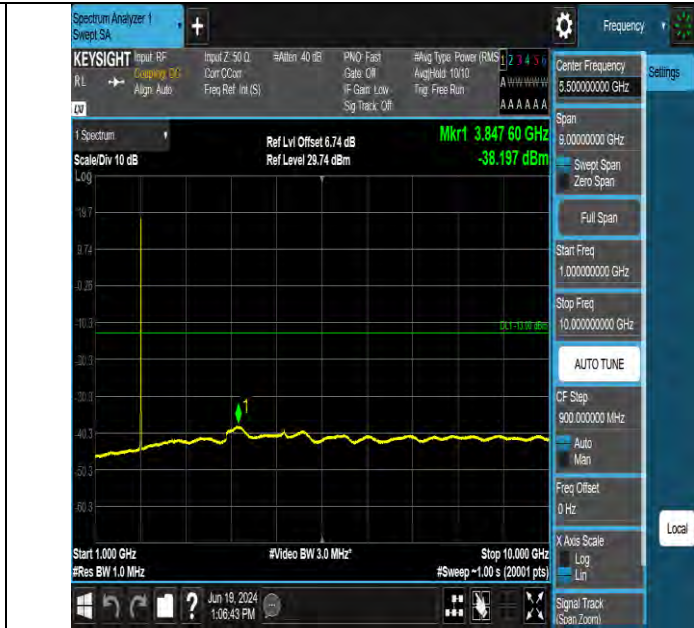 Spectrum Analyzer 1
Swept SA
Frequency
KEYSIGHT
Input: RF
Coupling: DC
Align: Auto
RL
LXI
Input Z: 50 Ω
Corr CCorr
Freq Ref: Int (S)
#Atten: 40 dB
PNO: Fast
Gate: Off
IF Gain: Low
Sig Track: Off
#Avg Type: Power (RMS
Avg|Hold: 10/10
Trig: Free Run
1 2 3 4 5 6
A W W W W W
A A A A A A
Center Frequency
5.500000000 GHz
Settings
Span
9.00000000 GHz
Swept Span
Zero Span
Full Span
Start Freq
1.000000000 GHz
Stop Freq
10.000000000 GHz
AUTO TUNE
CF Step
900.000000 MHz
Auto
Man
Freq Offset
0 Hz
X Axis Scale
Log
Lin
Signal Track
(Span Zoom)
Local
1 Spectrum
Scale/Div 10 dB
Log
Ref Lvl Offset 6.74 dB
Ref Level 29.74 dBm
Mkr1 3.847 60 GHz
-38.197 dBm
19.7
9.74
-0.26
-10.3
DL1 -13.00 dBm
-20.3
-30.3
1
-40.3
-50.3
-60.3
Start 1.000 GHz
#Res BW 1.0 MHz
#Video BW 3.0 MHz*
Stop 10.000 GHz
#Sweep ~1.00 s (20001 pts)
?
Jun 19, 2024
1:06:43 PM